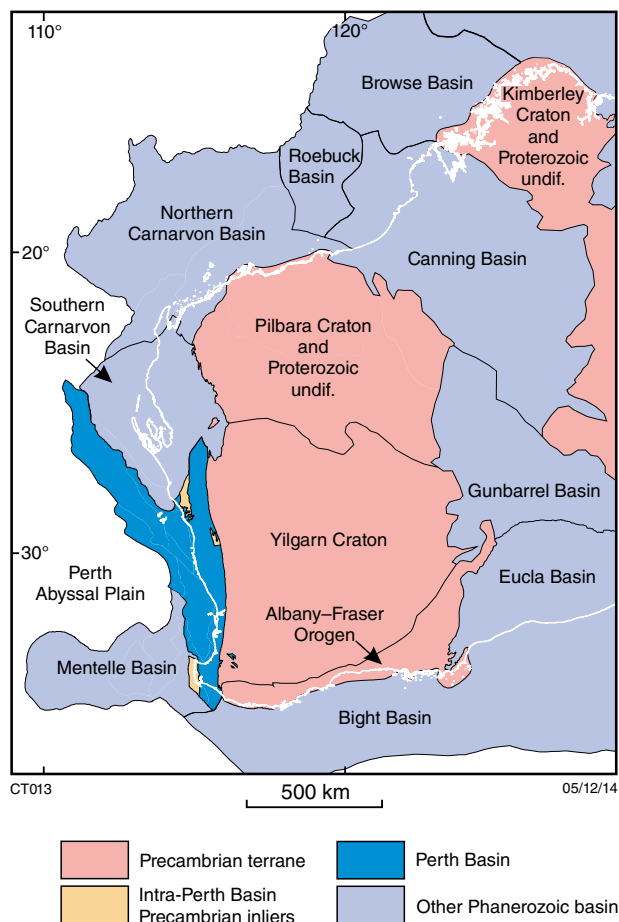 110°
120°
Browse Basin
Kimberley
Craton
and
Proterozoic
undif.
Roebuck
Basin
Northern
Carnarvon Basin
20°
Canning Basin
Southern
Carnarvon
Basin
Pilbara Craton
and
Proterozoic
undif.
Gunbarrel Basin
30°
Yilgarn Craton
Eucla Basin
Perth
Abyssal Plain
Albany–Fraser
Orogen
Mentelle Basin
Bight Basin
CT013
05/12/14
500 km
Precambrian terrane
Perth Basin
Intra-Perth Basin
Precambrian inliers
Other Phanerozoic basin